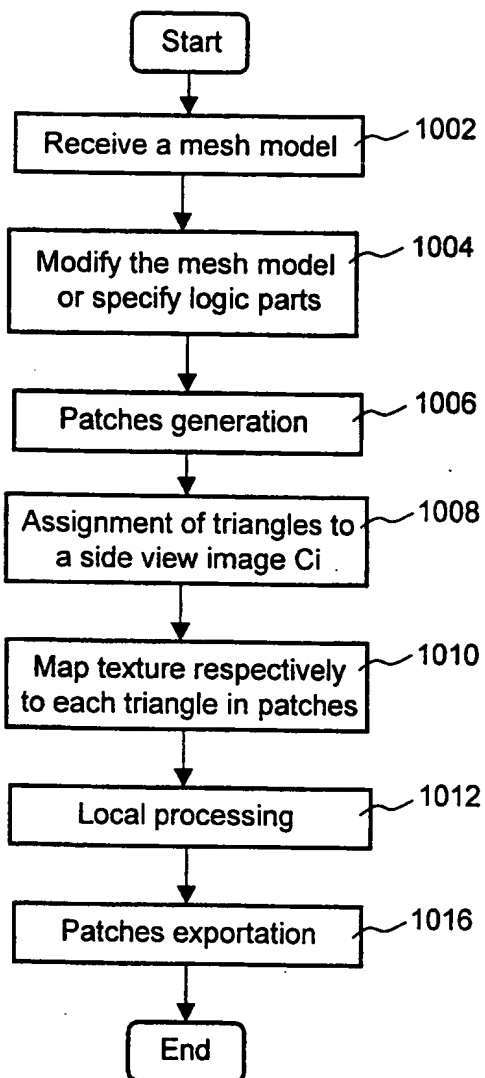 Start
Receive a mesh model
1002
Modify the mesh model
or specify logic parts
1004
Patches generation
1006
Assignment of triangles to
a side view image Ci
1008
Map texture respectively
to each triangle in patches
1010
Local processing
1012
Patches exportation
1016
End